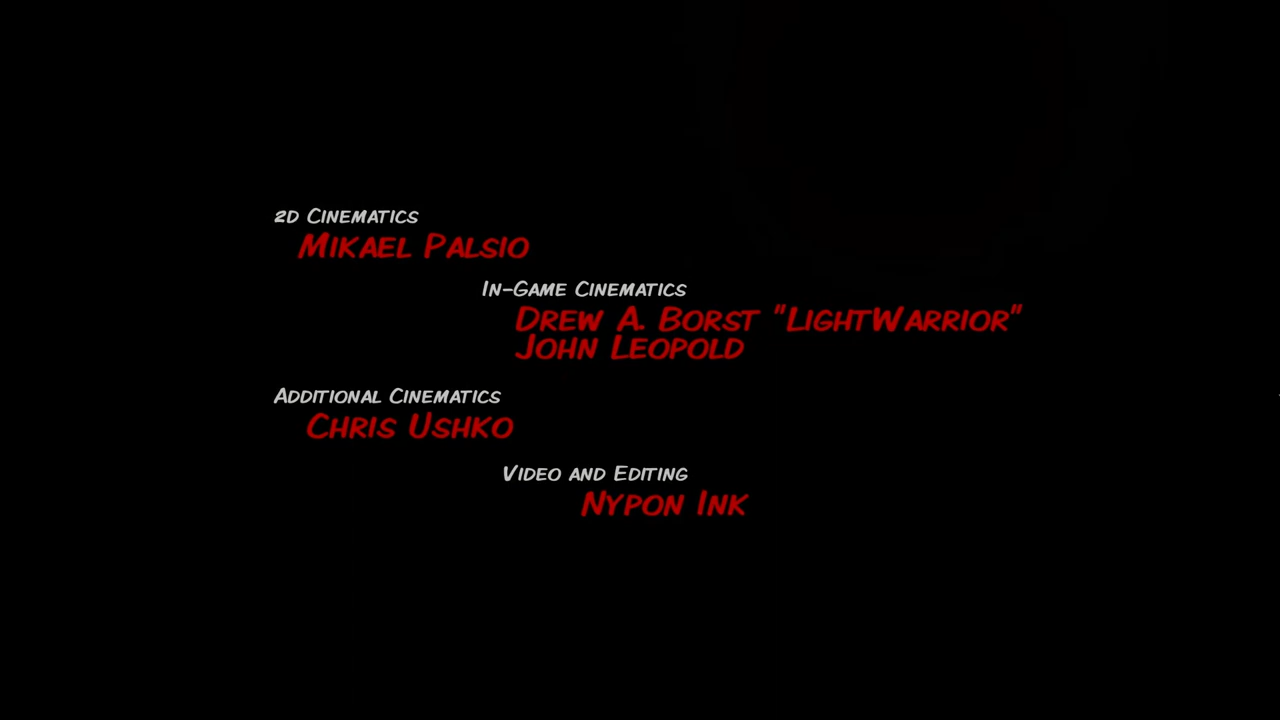 2D Cinematics
Mikael Palsio
In-Game Cinematics
Drew A. Borst "LightWarrior"
John Leopold
Additional Cinematics
Chris Ushko
Video and Editing
Nypon Ink